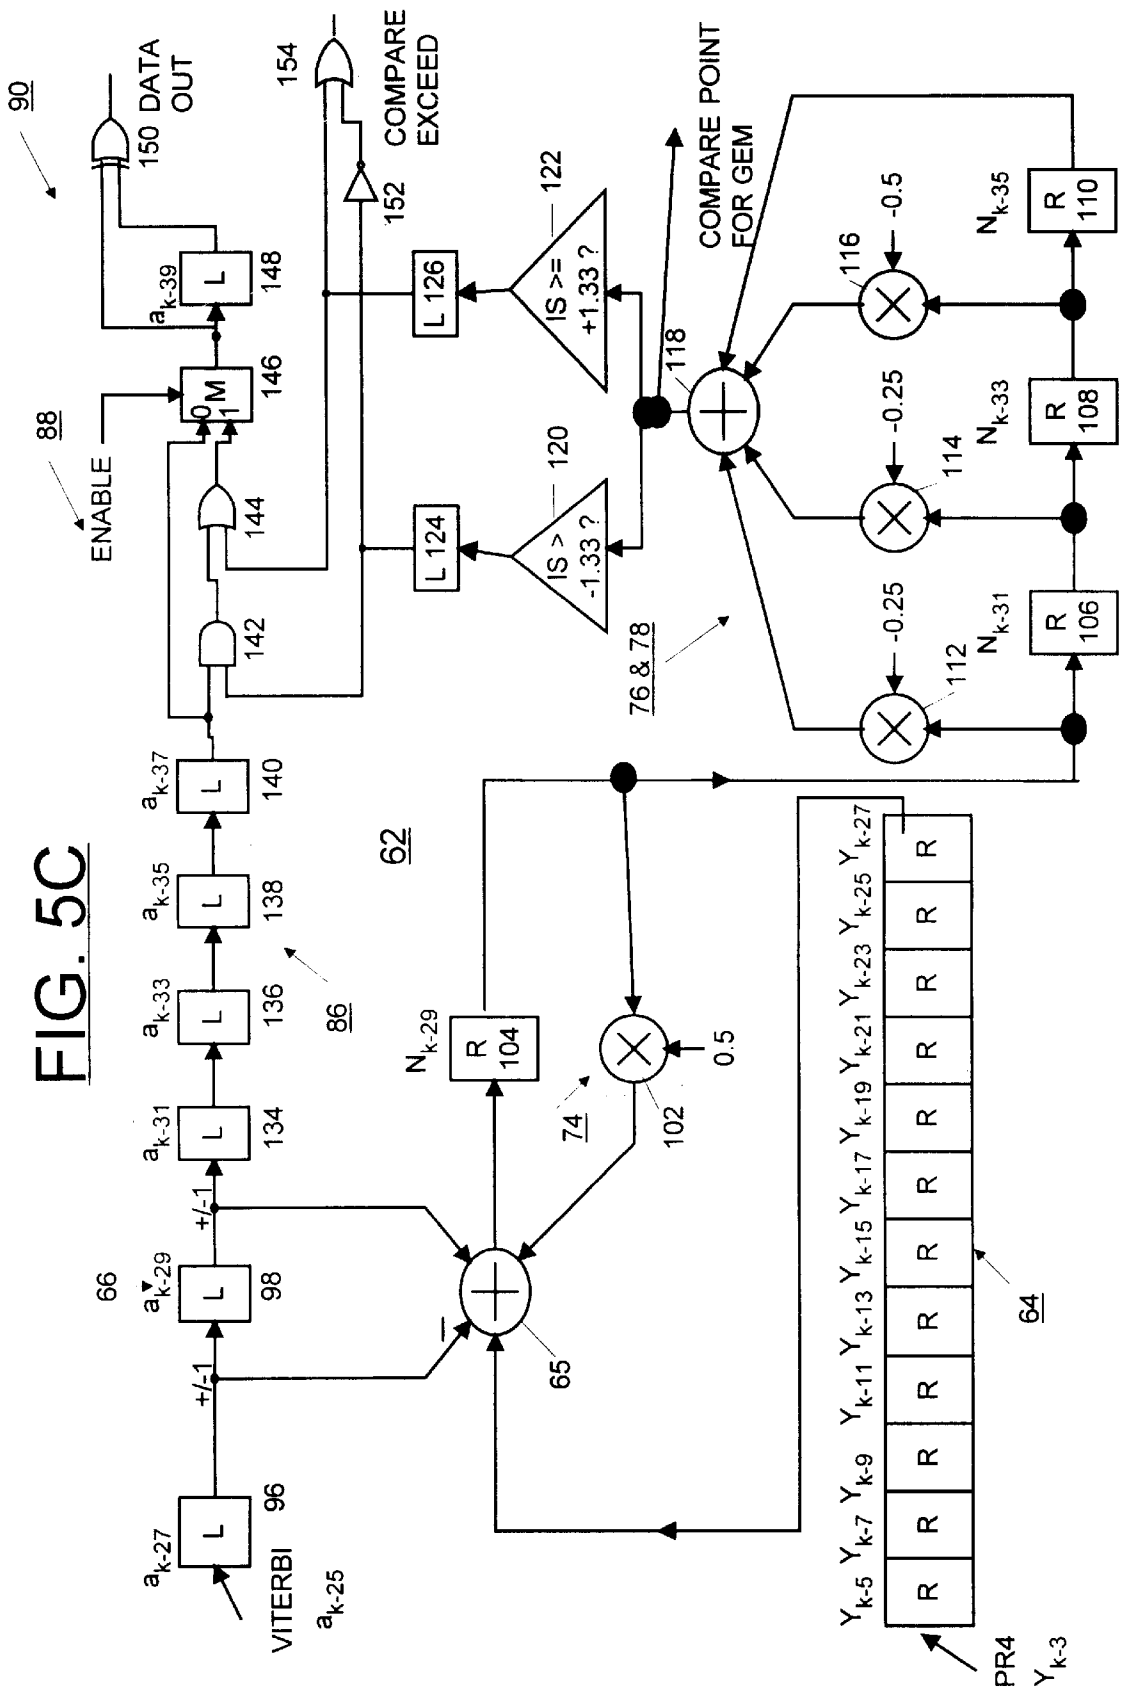 FIG. 5C
90
88
ENABLE
150 DATA
OUT
154
COMPARE
EXCEED
VITERBI
a_k-25
a_k-27
L
96
+/-1
66
a_k-29
L
98
+/-1
a_k-31
L
134
a_k-33
L
136
a_k-35
L
138
86
a_k-37
L
140
142
144
0
1
M
146
a_k-39
L
148
152
62
–
65
N_k-29
R
104
74
102
0.5
L 124
L 126
IS >
-1.33 ?
120
IS >=
+1.33 ?
122
76 & 78
118
COMPARE POINT
FOR GEM
112
-0.25
114
-0.25
116
-0.5
N_k-31
R
106
N_k-33
R
108
N_k-35
R
110
PR4
Y_k-3
Y_k-5 Y_k-7 Y_k-9 Y_k-11 Y_k-13 Y_k-15 Y_k-17 Y_k-19 Y_k-21 Y_k-23 Y_k-25 Y_k-27
R R R R R R R R R R R R
64